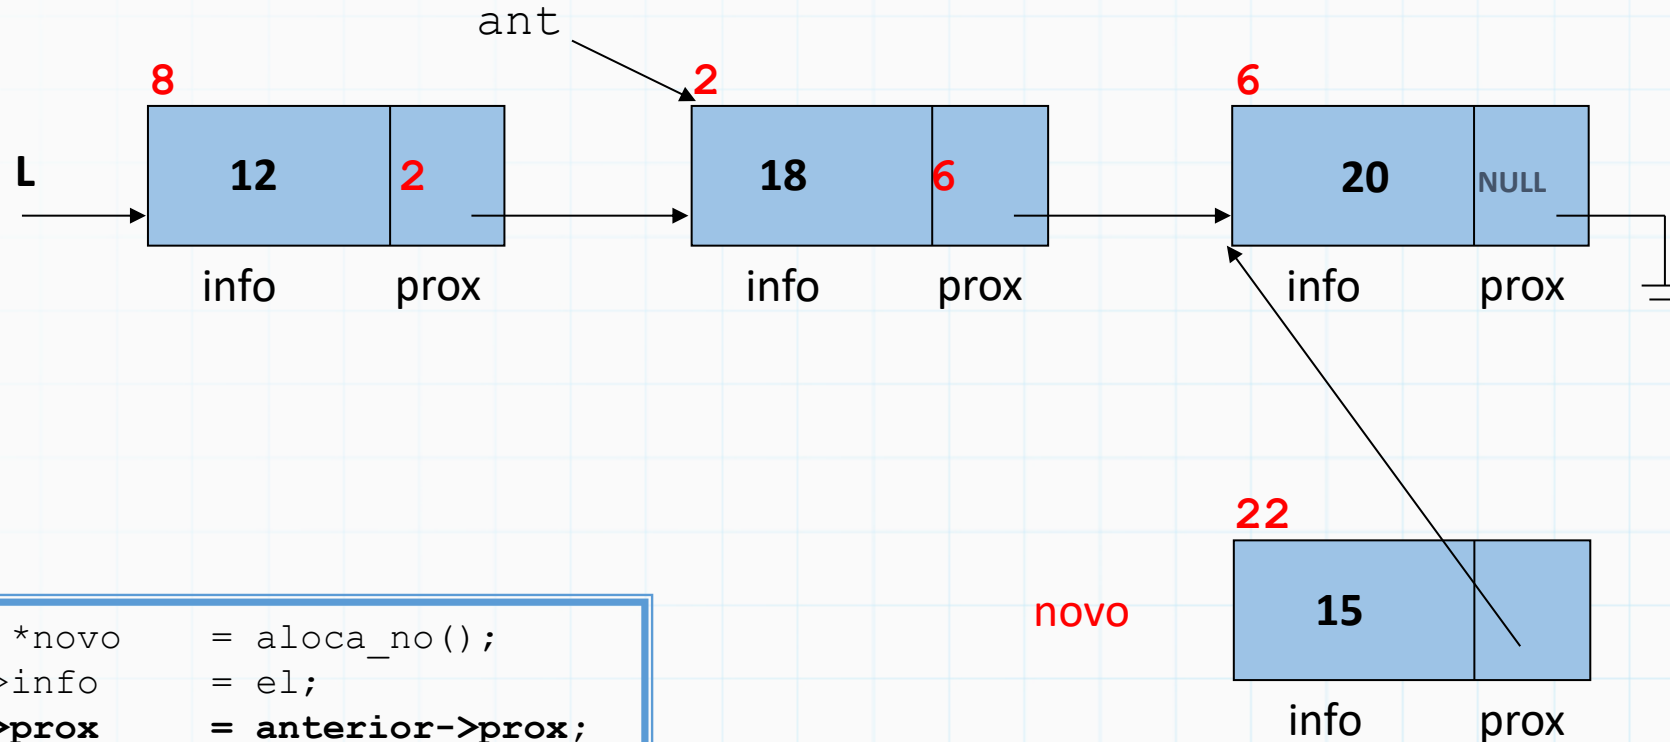 ant
8 2 6
L 12 2 18 6 20 NULL
info prox info prox info prox
22
novo 15
info prox
*novo = aloca_no();
>info = el;
>prox = anterior->prox;